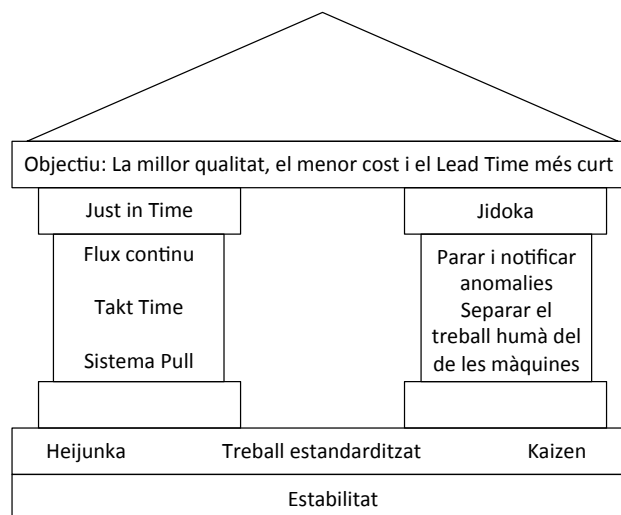 Objectiu: La millor qualitat, el menor cost i el Lead Time més curt
Just in Time
Flux continu
Takt Time
Sistema Pull
Jidoka
Parar i notificar
anomalies
Separar el
treball humà del
de les màquines
Heijunka Treball estandarditzat Kaizen
Estabilitat